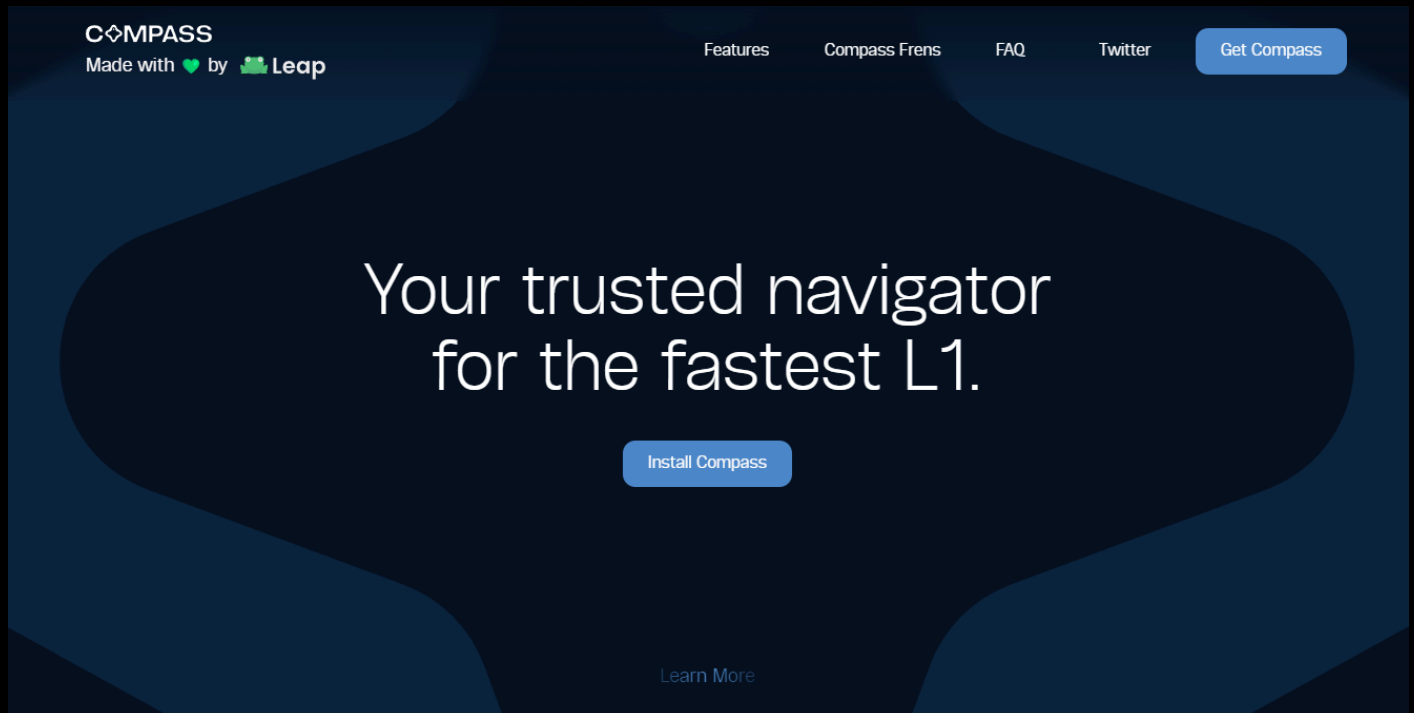 COMPASS
Made with 💚 by Leap
Features Compass Frens FAQ Twitter Get Compass
Your trusted navigator
for the fastest L1.
Install Compass
Learn More